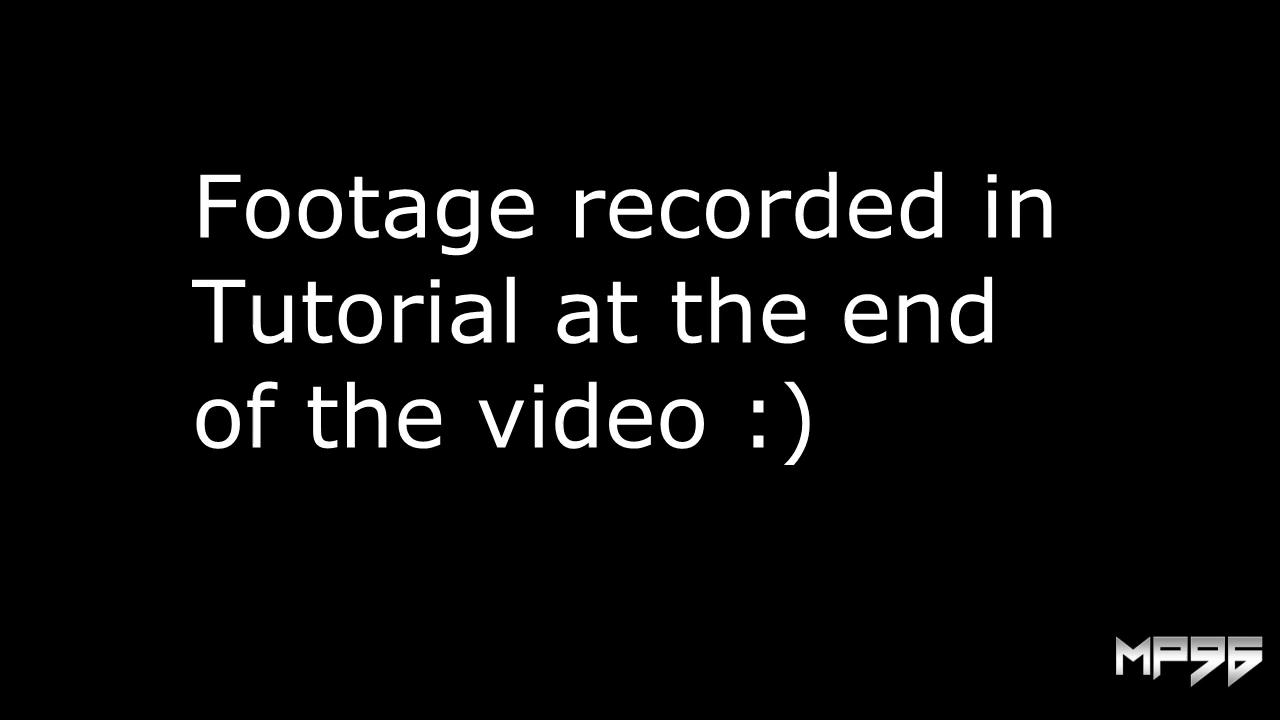 Footage recorded in
Tutorial at the end
of the video :)
MP96